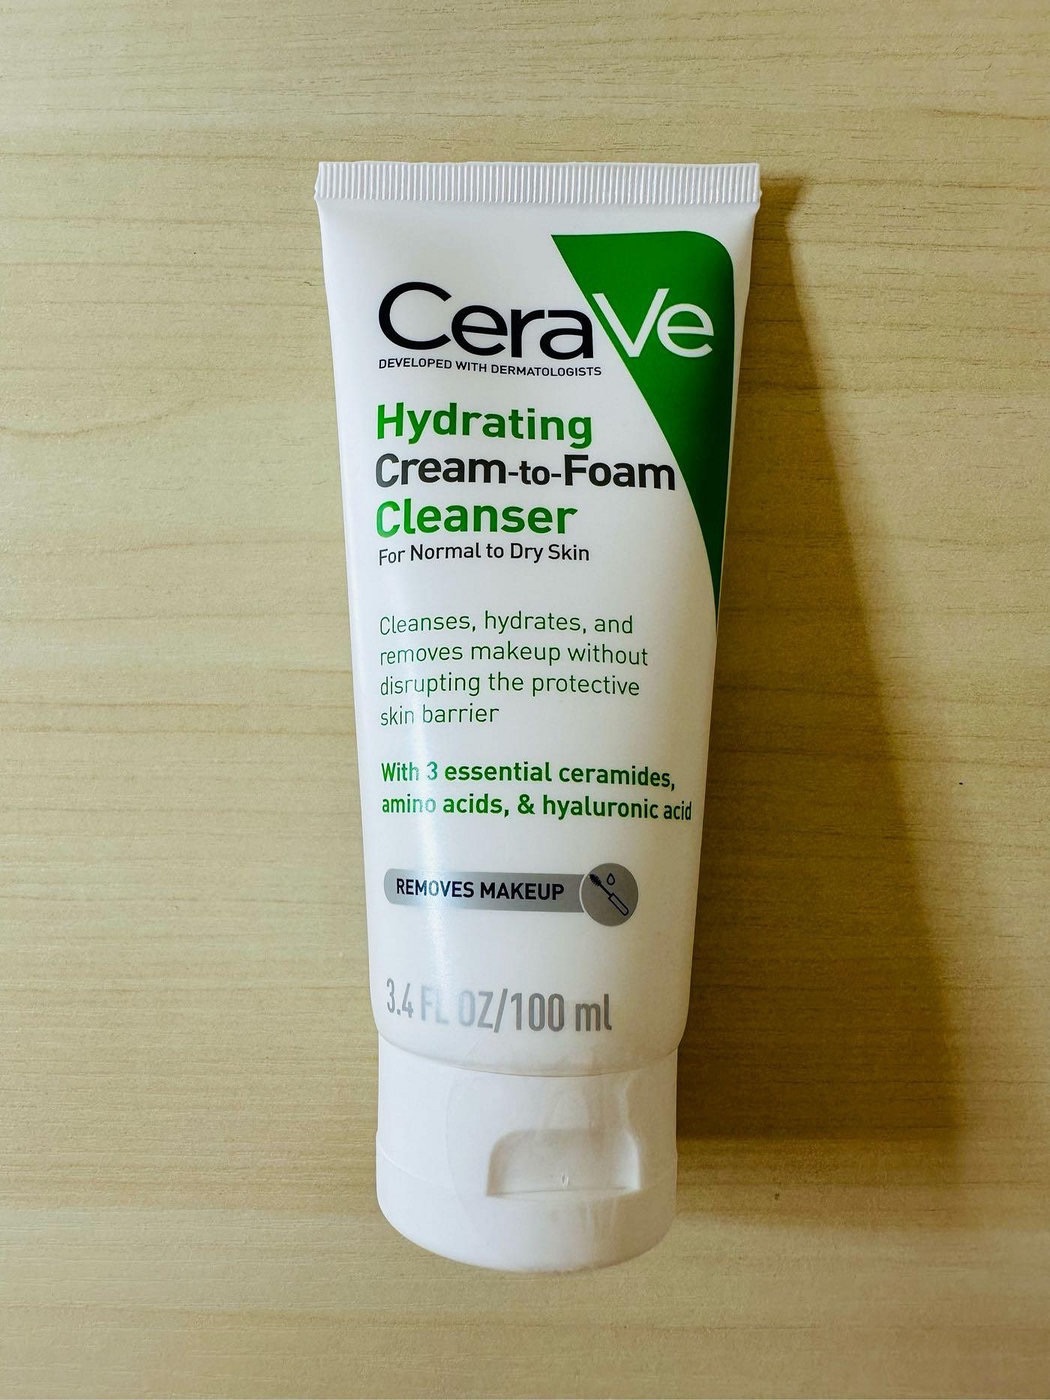 CeraVe
DEVELOPED WITH DERMATOLOGISTS
Hydrating
Cream-to-Foam
Cleanser
For Normal to Dry Skin
Cleanses, hydrates, and
removes makeup without
disrupting the protective
skin barrier
With 3 essential ceramides,
amino acids, & hyaluronic acid
REMOVES MAKEUP
3.4 FL OZ/100 ml